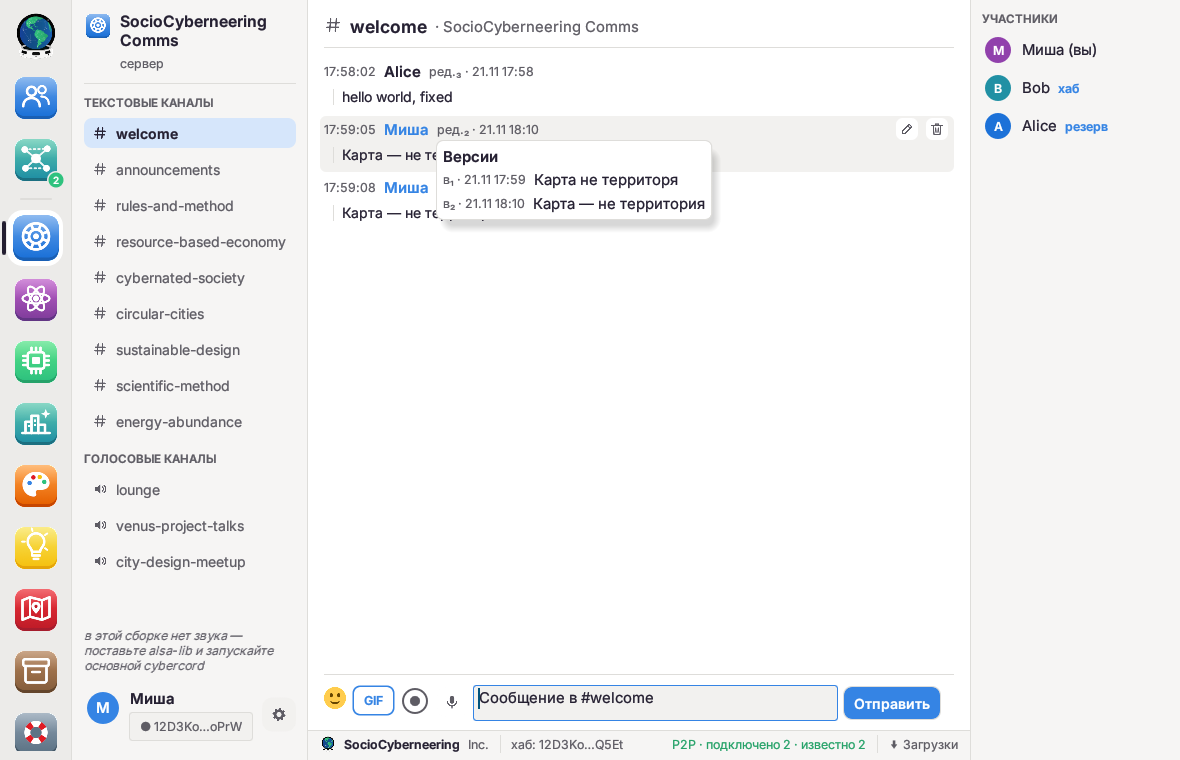 SocioCyberneering
Comms
сервер
ТЕКСТОВЫЕ КАНАЛЫ
# welcome
# announcements
# rules-and-method
# resource-based-economy
# cybernated-society
# circular-cities
# sustainable-design
# scientific-method
# energy-abundance
ГОЛОСОВЫЕ КАНАЛЫ
lounge
venus-project-talks
city-design-meetup
в этой сборке нет звука —
поставьте alsa-lib и запускайте
основной cybercord
М
Миша
12D3Ko…oPrW
2
# welcome · SocioCyberneering Comms
17:58:02 Alice ред.₃ · 21.11 17:58
hello world, fixed
17:59:05 Миша ред.₂ · 21.11 18:10
Карта — не те
Версии
в₁ · 21.11 17:59 Карта не территоря
в₂ · 21.11 18:10 Карта — не территория
17:59:08 Миша
Карта — не те
GIF
Сообщение в #welcome
Отправить
SocioCyberneering Inc.
хаб: 12D3Ko…Q5Et
P2P · подключено 2 · известно 2
Загрузки
УЧАСТНИКИ
М Миша (вы)
B Bob хаб
A Alice резерв